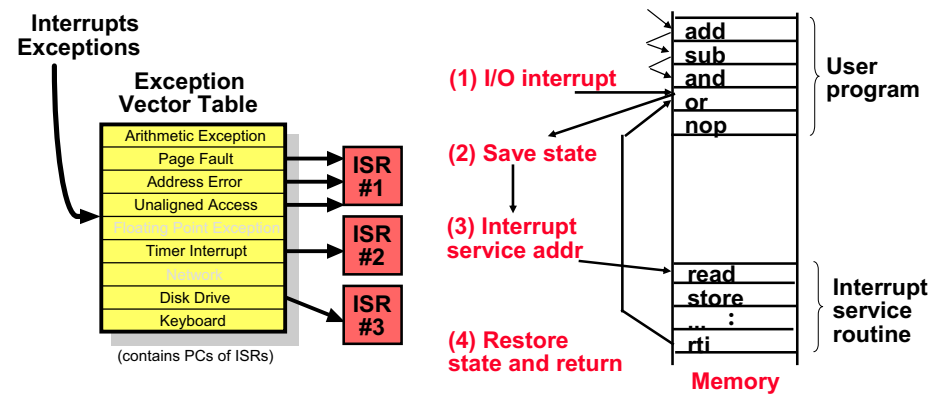 Interrupts
Exceptions
Exception
Vector Table
Arithmetic Exception
Page Fault
Address Error
Unaligned Access
Floating Point Exception
Timer Interrupt
Network
Disk Drive
Keyboard
(contains PCs of ISRs)
ISR
#1
ISR
#2
ISR
#3
(1) I/O interrupt
(2) Save state
(3) Interrupt
service addr
(4) Restore
state and return
add
sub
and
or
nop
User
program
read
store
... :
rti
Interrupt
service
routine
Memory